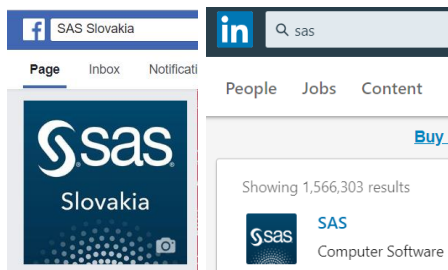 f SAS Slovakia
Page Inbox Notificati
sas
Slovakia
in sas
People Jobs Content
Buy
Showing 1,566,303 results
sas SAS
Computer Software